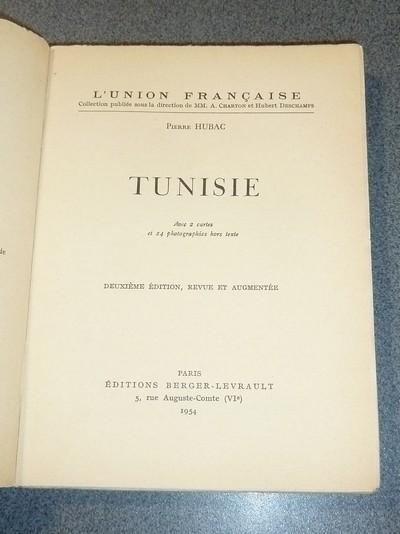 L'UNION FRANÇAISE
Collection publiée sous la direction de MM. A. CHARTON et Hubert DESCHAMPS
PIERRE HUBAC
TUNISIE
Avec 2 cartes
et 24 photographies hors texte
DEUXIÈME ÉDITION, REVUE ET AUGMENTÉE
PARIS
ÉDITIONS BERGER-LEVRAULT
5, rue Auguste-Comte (VIe)
1954